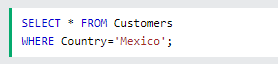 SELECT * FROM Customers
WHERE Country='Mexico';